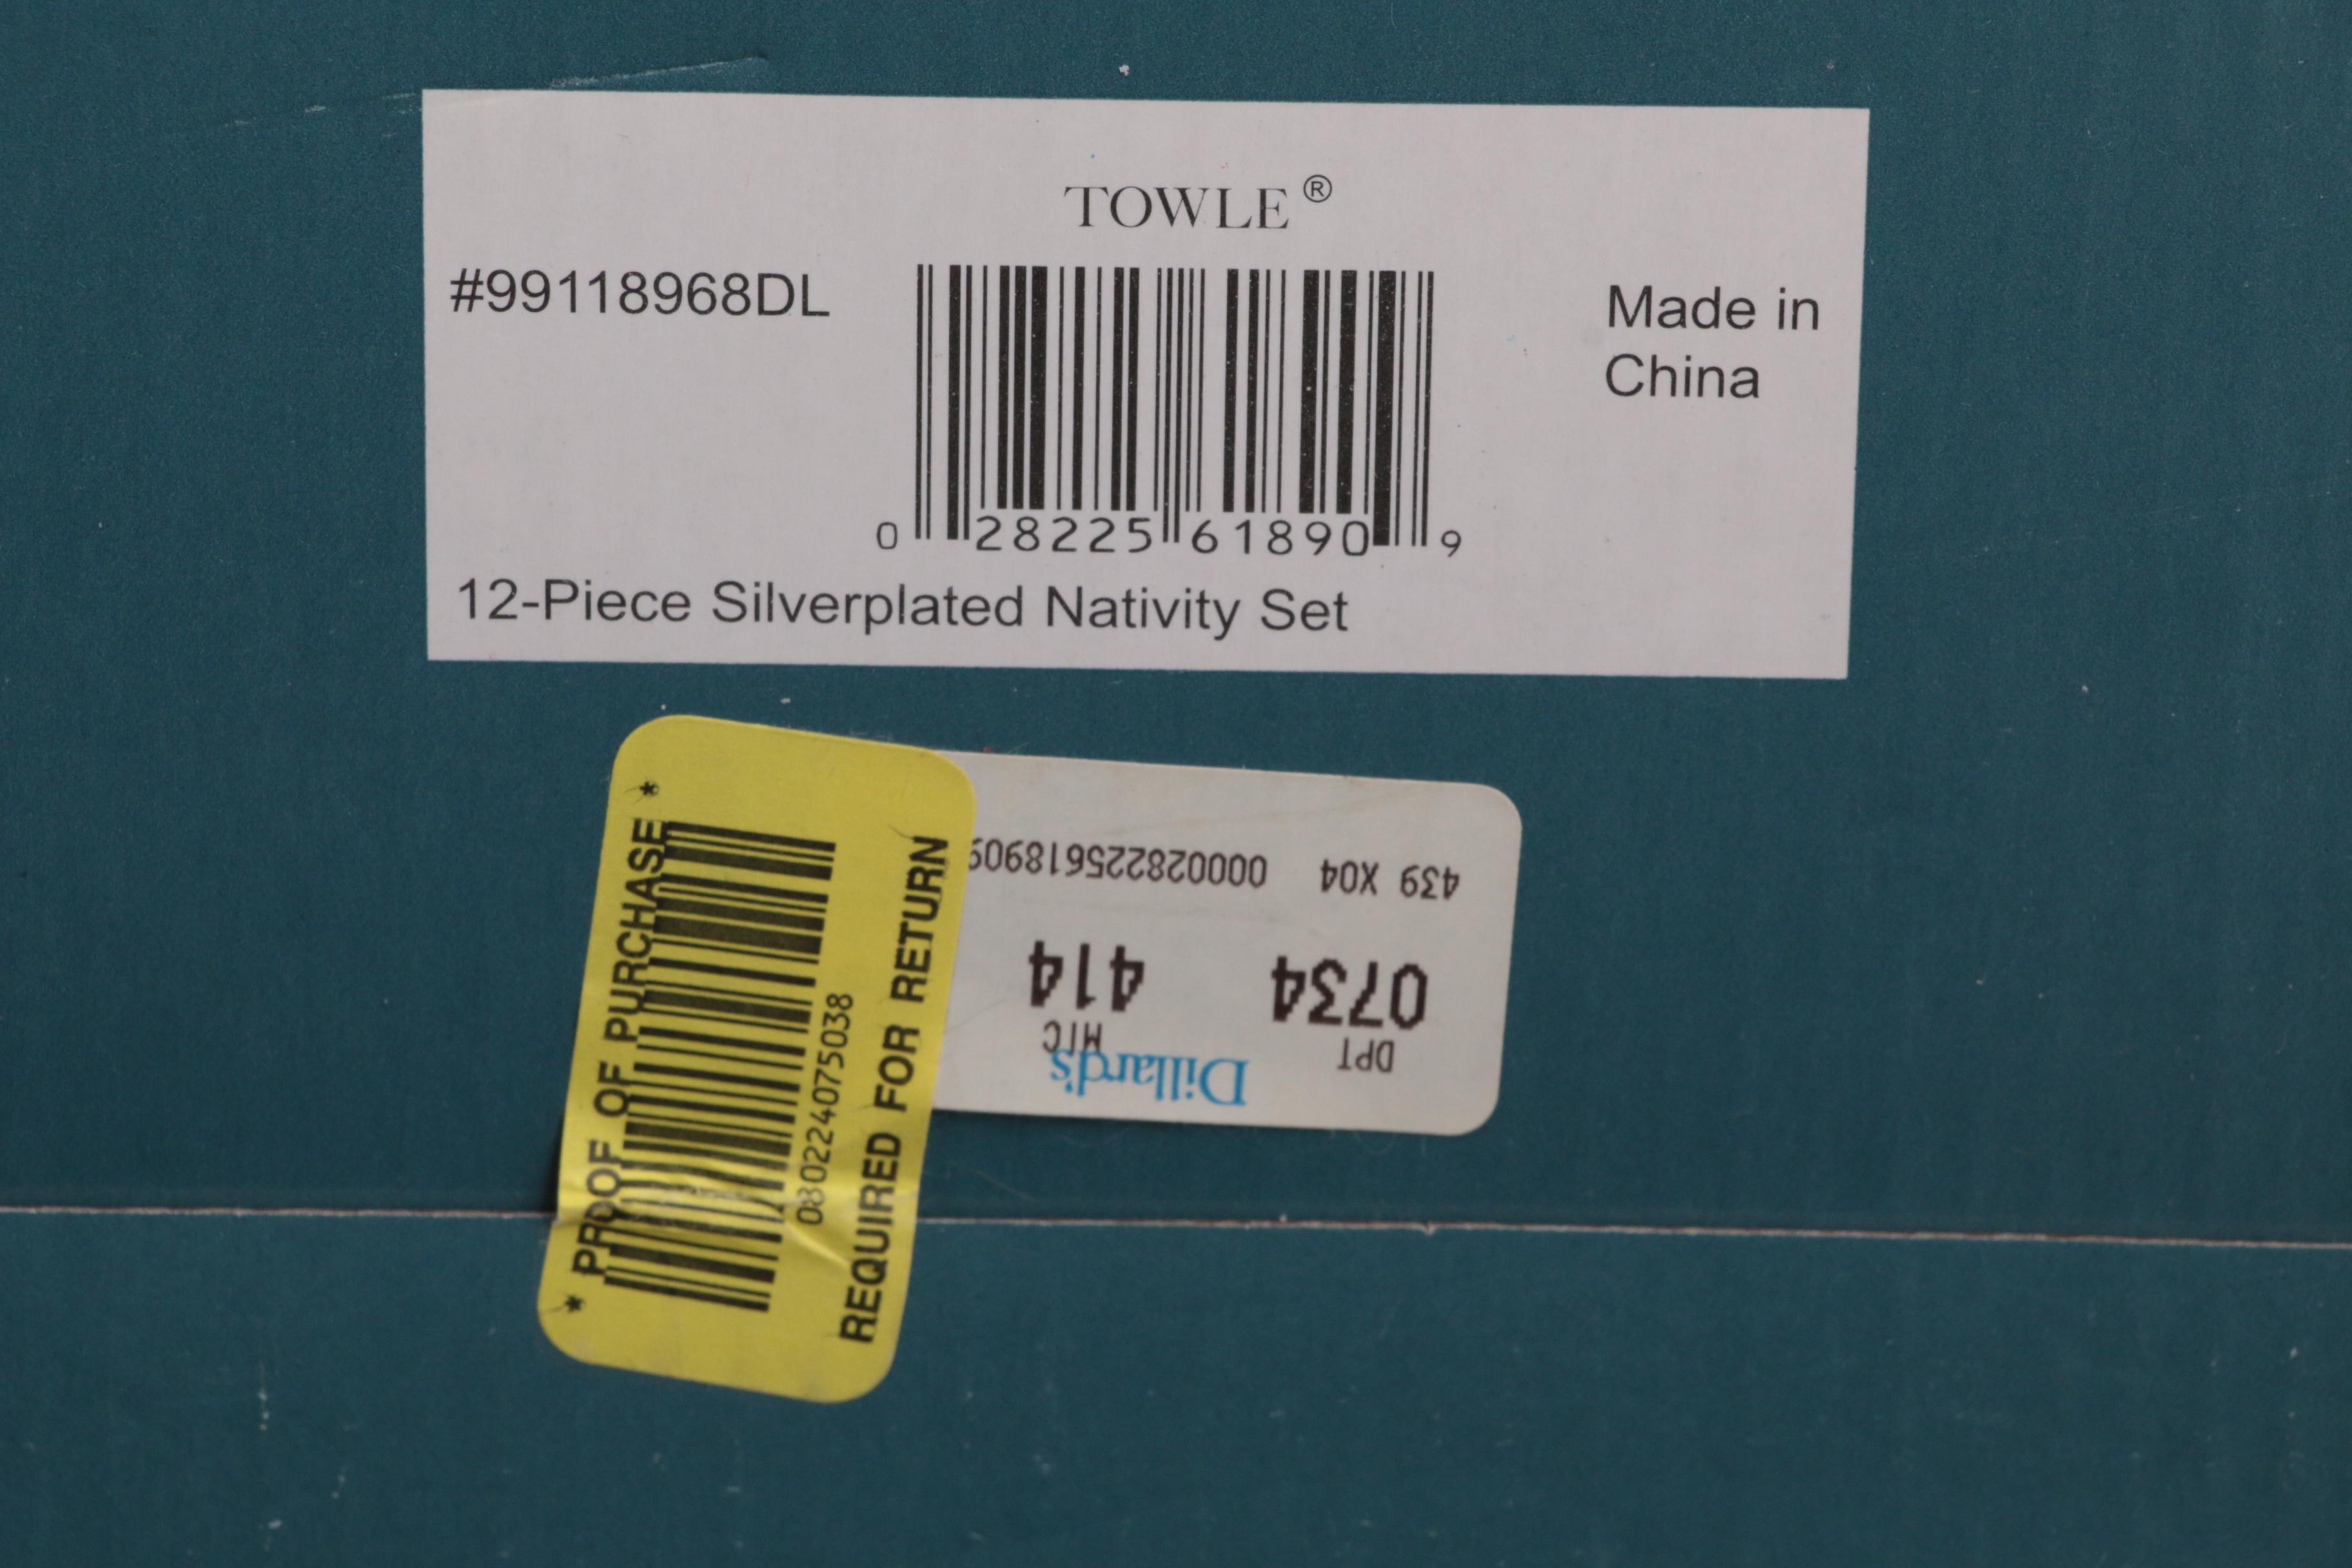 TOWLE®
#99118968DL
Made in
China
0 28225 61890 9
12-Piece Silverplated Nativity Set
* PROOF OF PURCHASE *
080224075038
REQUIRED FOR RETURN
Dillard's
DPT MIC
0734 414
439 X04 000028225618909